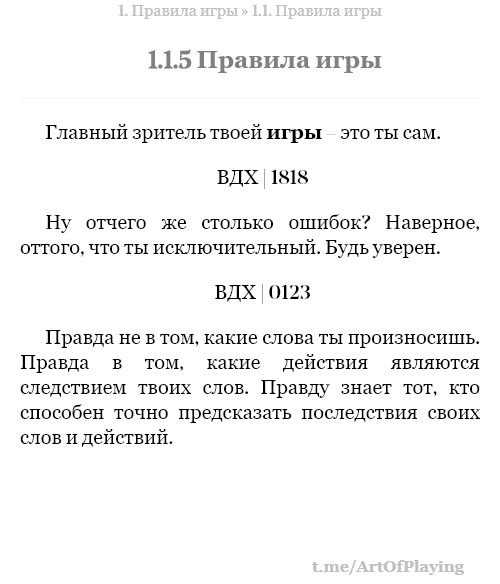 1. Правила игры » 1.1. Правила игры
1.1.5 Правила игры
Главный зритель твоей игры – это ты сам.
ВДХ | 1818
Ну отчего же столько ошибок? Наверное,
оттого, что ты исключительный. Будь уверен.
ВДХ | 0123
Правда не в том, какие слова ты произносишь.
Правда в том, какие действия являются
следствием твоих слов. Правду знает тот, кто
способен точно предсказать последствия своих
слов и действий.
t.me/ArtOfPlaying